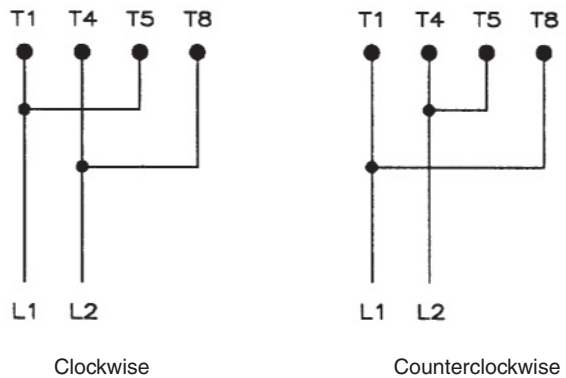 T1 T4 T5 T8 T1 T4 T5 T8
L1 L2 L1 L2
Clockwise Counterclockwise